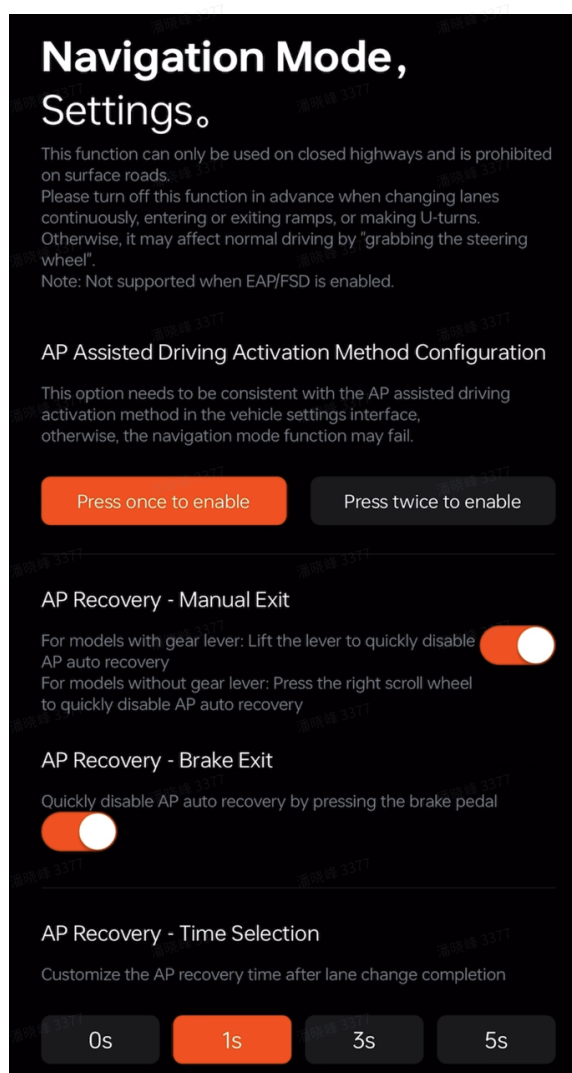 Navigation Mode，
Settings。
This function can only be used on closed highways and is prohibited
on surface roads.
Please turn off this function in advance when changing lanes
continuously, entering or exiting ramps, or making U-turns.
Otherwise, it may affect normal driving by "grabbing the steering
wheel".
Note: Not supported when EAP/FSD is enabled.
AP Assisted Driving Activation Method Configuration
This option needs to be consistent with the AP assisted driving
activation method in the vehicle settings interface,
otherwise, the navigation mode function may fail.
Press once to enable
Press twice to enable
AP Recovery - Manual Exit
For models with gear lever: Lift the lever to quickly disable
AP auto recovery
For models without gear lever: Press the right scroll wheel
to quickly disable AP auto recovery
AP Recovery - Brake Exit
Quickly disable AP auto recovery by pressing the brake pedal
AP Recovery - Time Selection
Customize the AP recovery time after lane change completion
0s
1s
3s
5s
潘晓峰 3377